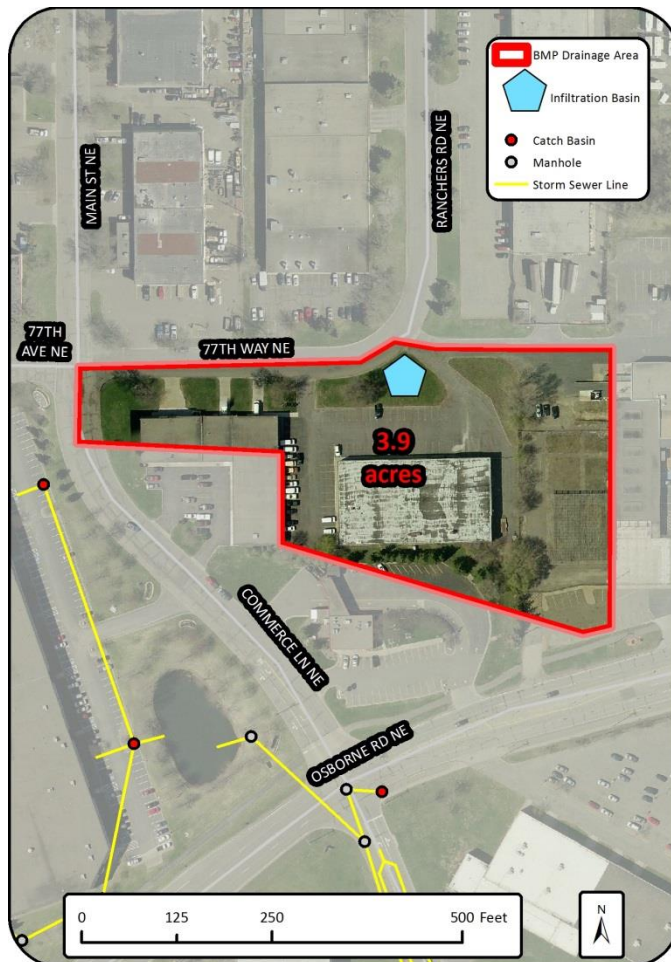 BMP Drainage Area
Infiltration Basin
Catch Basin
Manhole
Storm Sewer Line
MAIN ST NE
RANCHERS RD NE
77TH
AVE NE
77TH WAY NE
3.9
acres
COMMERCE LN NE
OSBORNE RD NE
0 125 250 500 Feet
N